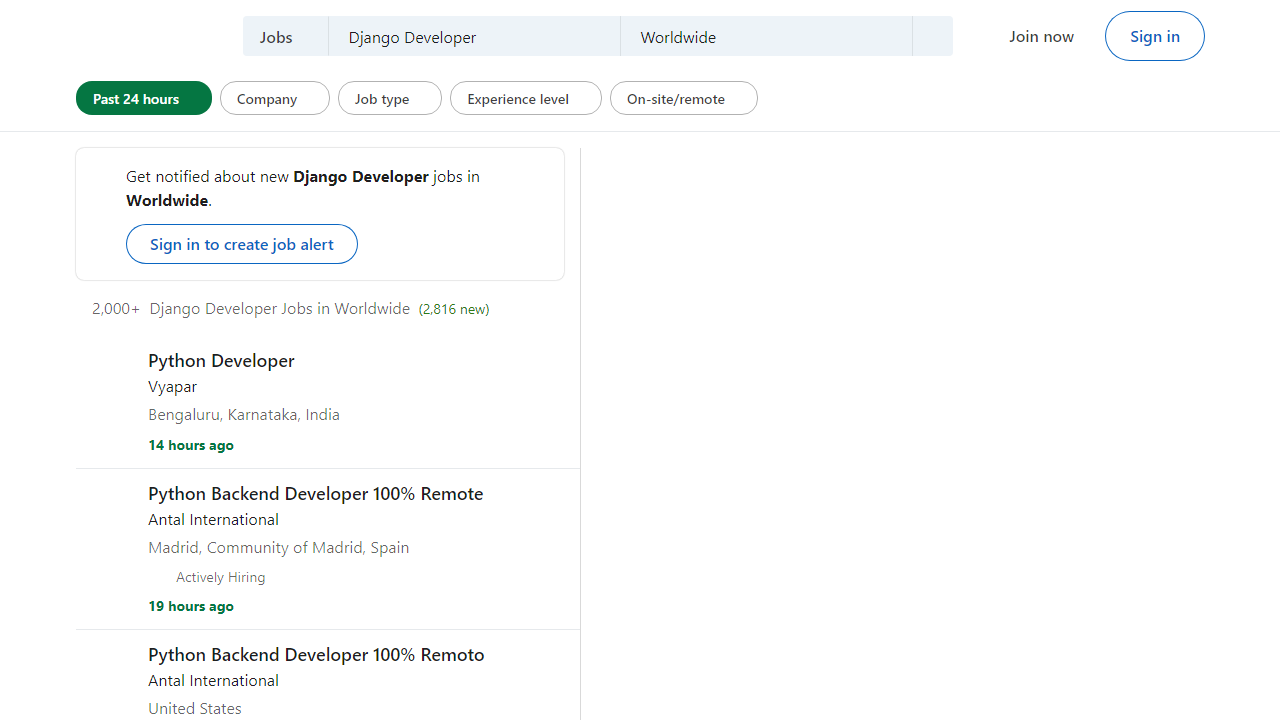 Jobs
Django Developer
Worldwide
Join now
Sign in
Past 24 hours
Company
Job type
Experience level
On-site/remote
Get notified about new Django Developer jobs in
Worldwide.
Sign in to create job alert
2,000+ Django Developer Jobs in Worldwide (2,816 new)
Python Developer
Vyapar
Bengaluru, Karnataka, India
14 hours ago
Python Backend Developer 100% Remote
Antal International
Madrid, Community of Madrid, Spain
Actively Hiring
19 hours ago
Python Backend Developer 100% Remoto
Antal International
United States